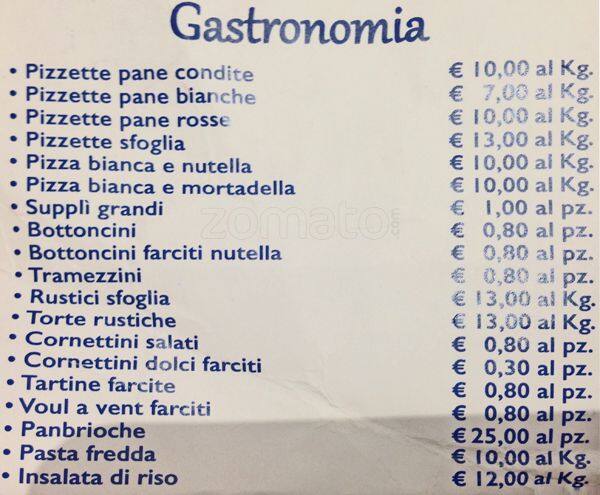 Gastronomia
• Pizzette pane condite € 10,00 al Kg.
• Pizzette pane bianche € 7,00 al Kg.
• Pizzette pane rosse € 10,00 al Kg.
• Pizzette sfoglia € 13,00 al Kg.
• Pizza bianca e nutella € 10,00 al Kg.
• Pizza bianca e mortadella € 10,00 al Kg.
• Supplì grandi € 1,00 al pz.
zomato.com
• Bottoncini € 0,80 al pz.
• Bottoncini farciti nutella € 0,80 al pz.
• Tramezzini € 0,80 al pz.
• Rustici sfoglia € 13,00 al Kg.
• Torte rustiche € 13,00 al Kg.
• Cornettini salati € 0,80 al pz.
• Cornettini dolci farciti € 0,30 al pz.
• Tartine farcite € 0,80 al pz.
• Voul a vent farciti € 0,80 al pz.
• Panbrioche € 25,00 al pz.
• Pasta fredda € 10,00 al Kg.
• Insalata di riso € 12,00 al Kg.